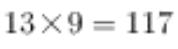 13×9 = 117